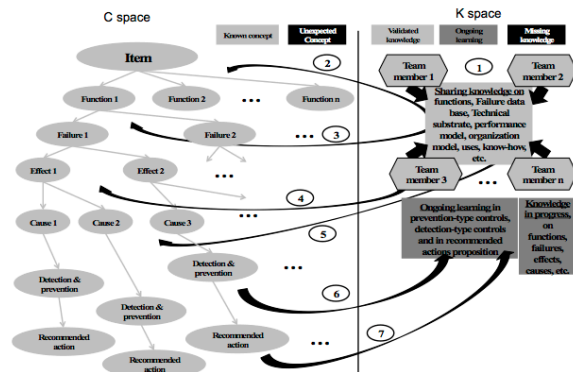 C space
K space
Known concept
Unexpected
Concept
Validated
knowledge
Ongoing
learning
Missing
knowledge
Item
2
1
Team
member 1
Team
member 2
Function 1
Function 2
...
Function n
Sharing knowledge on
functions, Failure data
base, Technical
substrate, performance
model, organization
model, uses, know-how,
etc.
Failure 1
Failure 2
...
3
Effect 1
Effect 2
...
4
Team
member 3
...
Team
member n
Cause 1
Cause 2
Cause 3
...
5
Ongoing learning in
prevention-type controls,
detection-type controls
and in recommended
actions proposition
Knowledge
in progress,
on
functions,
failures,
effects,
causes, etc.
Detection &
prevention
Detection &
prevention
Detection &
prevention
...
6
Recommended
action
Recommended
action
Recommended
action
...
7